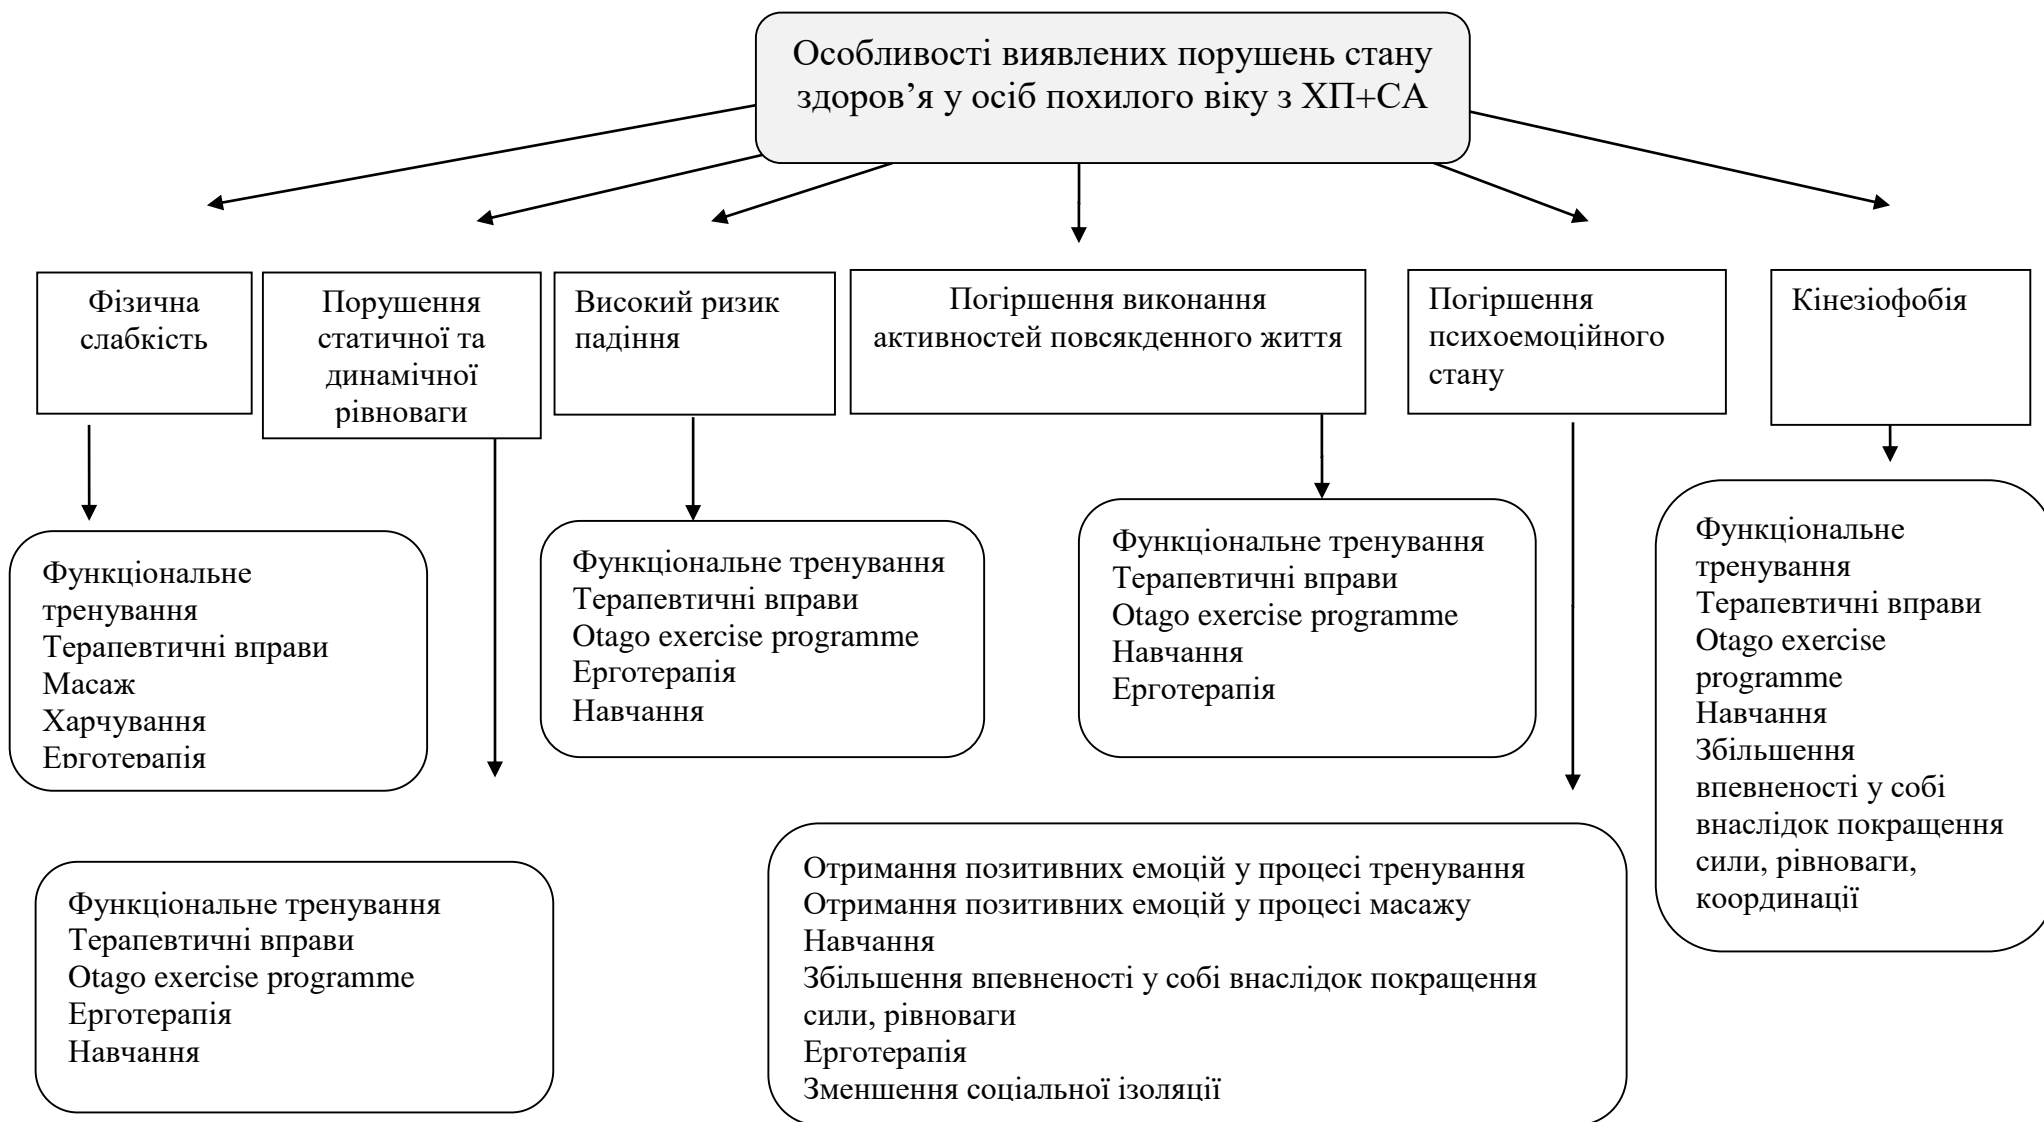 Особливості виявлених порушень стану
здоров’я у осіб похилого віку з ХП+СА
Фізична
слабкість
Порушення
статичної та
динамічної
рівноваги
Високий ризик
падіння
Погіршення виконання
активностей повсякденного життя
Погіршення
психоемоційного
стану
Кінезіофобія
Функціональне
тренування
Терапевтичні вправи
Масаж
Харчування
Ерготерапія
Функціональне тренування
Терапевтичні вправи
Otago exercise programme
Ерготерапія
Навчання
Функціональне тренування
Терапевтичні вправи
Otago exercise programme
Навчання
Ерготерапія
Функціональне
тренування
Терапевтичні вправи
Otago exercise
programme
Навчання
Збільшення
впевненості у собі
внаслідок покращення
сили, рівноваги,
координації
Функціональне тренування
Терапевтичні вправи
Otago exercise programme
Ерготерапія
Навчання
Отримання позитивних емоцій у процесі тренування
Отримання позитивних емоцій у процесі масажу
Навчання
Збільшення впевненості у собі внаслідок покращення
сили, рівноваги
Ерготерапія
Зменшення соціальної ізоляції